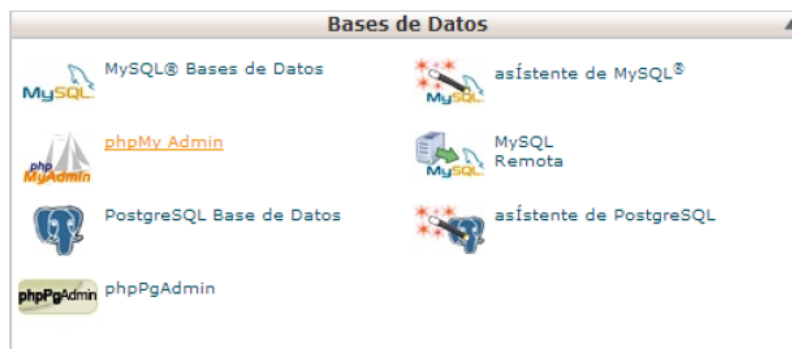 Bases de Datos
MySQL
MySQL® Bases de Datos
MySQL
asÍstente de MySQL®
php
MyAdmin
phpMy Admin
MySQL
MySQL
Remota
PostgreSQL Base de Datos
asÍstente de PostgreSQL
phpPgAdmin
phpPgAdmin